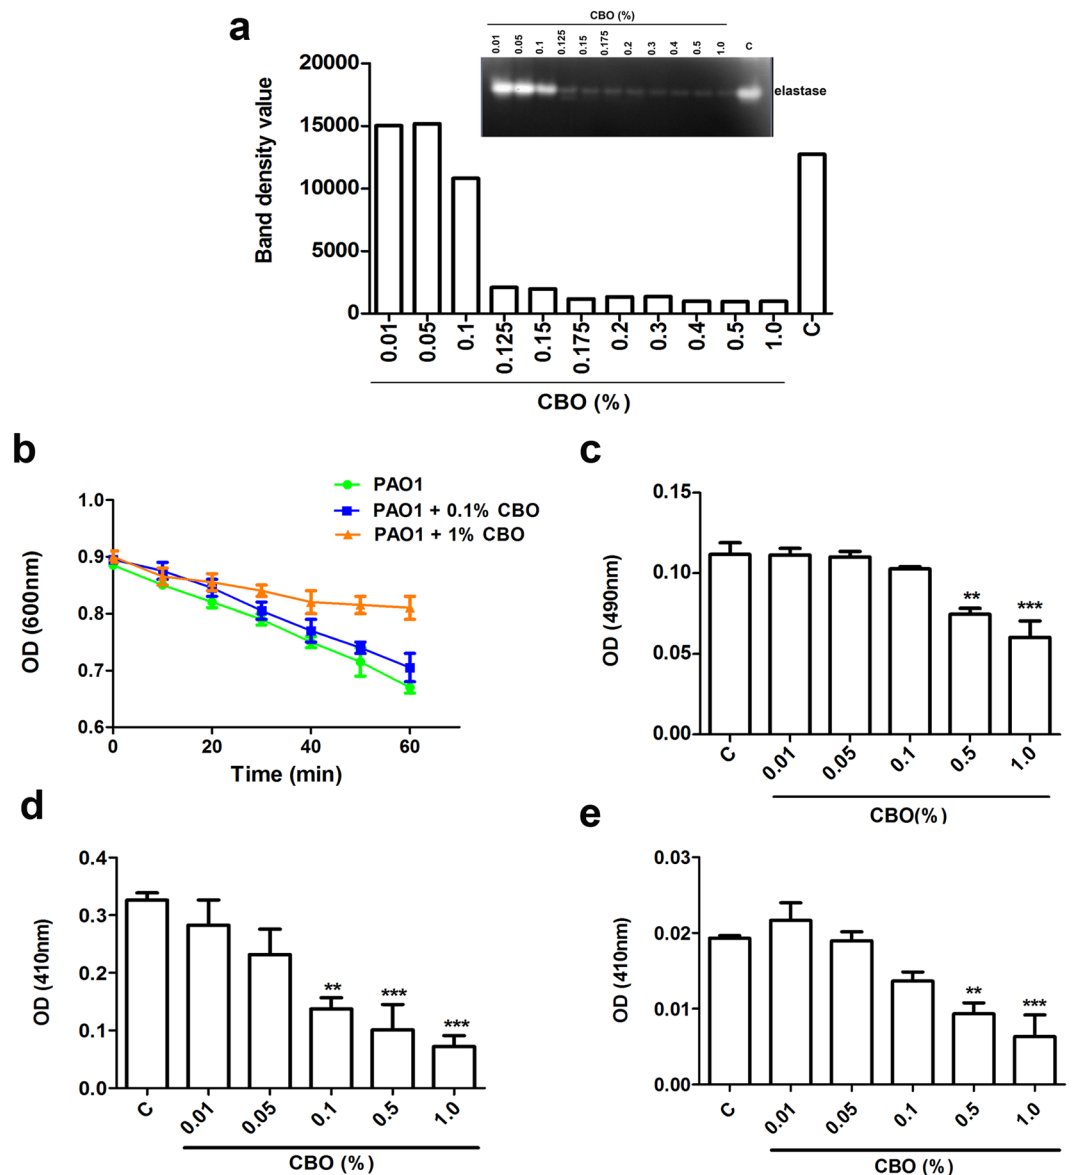 a
CBO (%)
0.01 0.05 0.1 0.125 0.15 0.175 0.2 0.3 0.4 0.5 1.0 C
elastase
Band density value
20000
15000
10000
5000
0
0.01 0.05 0.1 0.125 0.15 0.175 0.2 0.3 0.4 0.5 1.0 C
CBO (%)
b
PAO1
PAO1 + 0.1% CBO
PAO1 + 1% CBO
OD (600nm)
1.0
0.9
0.8
0.7
0.6
0 20 40 60
Time (min)
c
OD (490nm)
0.15
0.10
0.05
0.00
** ***
C 0.01 0.05 0.1 0.5 1.0
CBO(%)
d
OD (410nm)
0.4
0.3
0.2
0.1
0.0
** *** ***
C 0.01 0.05 0.1 0.5 1.0
CBO (%)
e
OD (410nm)
0.03
0.02
0.01
0.00
** ***
C 0.01 0.05 0.1 0.5 1.0
CBO (%)